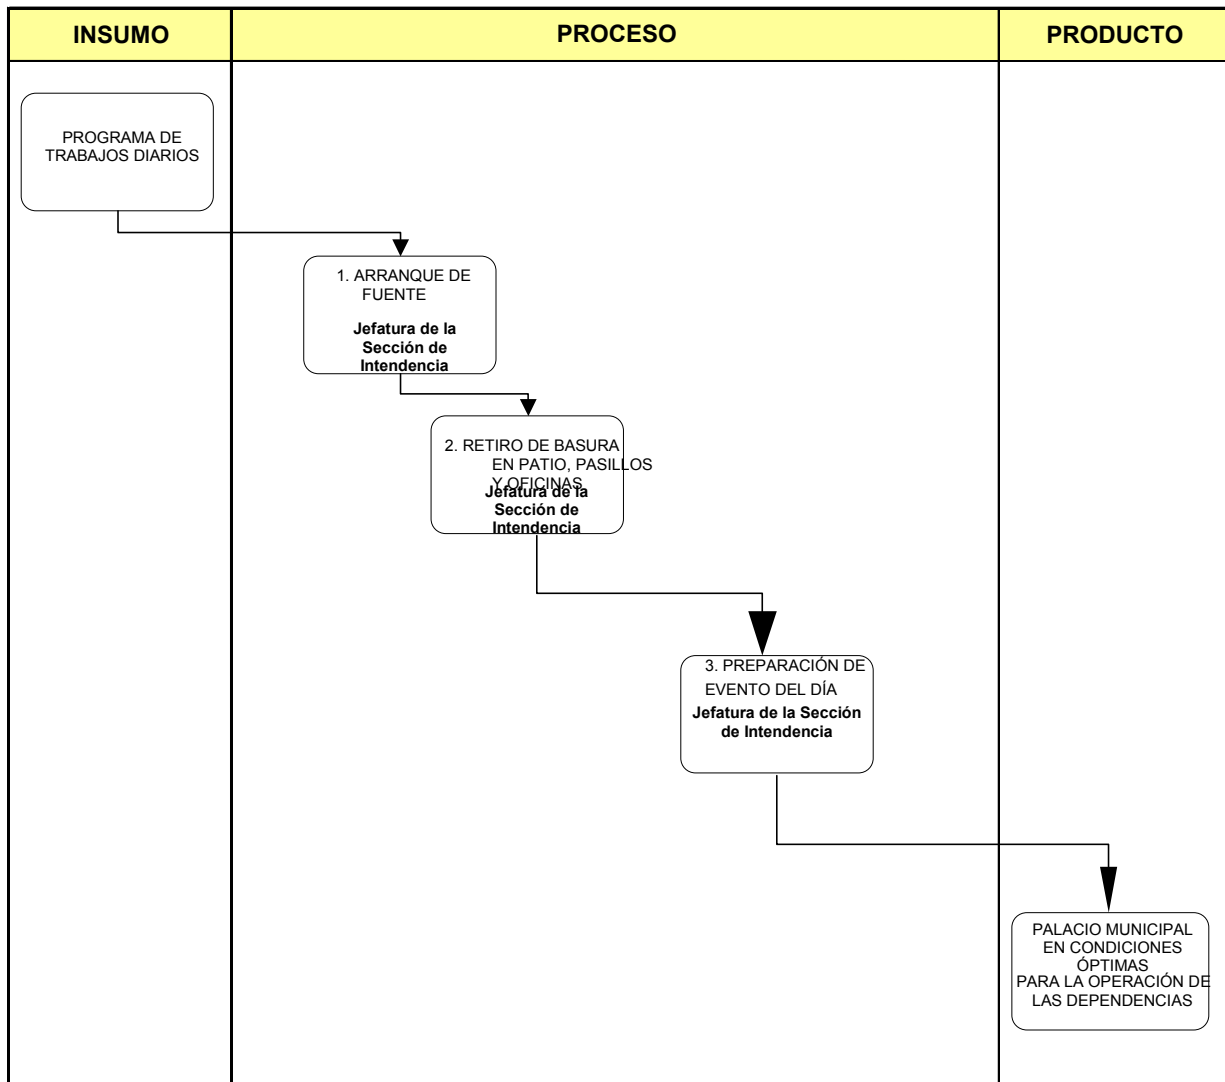 INSUMO
PROCESO
PRODUCTO
PROGRAMA DE
TRABAJOS DIARIOS
1. ARRANQUE DE
FUENTE
Jefatura de la
Sección de
Intendencia
2. RETIRO DE BASURA
EN PATIO, PASILLOS
Y OFICINAS
Jefatura de la
Sección de
Intendencia
3. PREPARACIÓN DE
EVENTO DEL DÍA
Jefatura de la Sección
de Intendencia
PALACIO MUNICIPAL
EN CONDICIONES
ÓPTIMAS
PARA LA OPERACIÓN DE
LAS DEPENDENCIAS